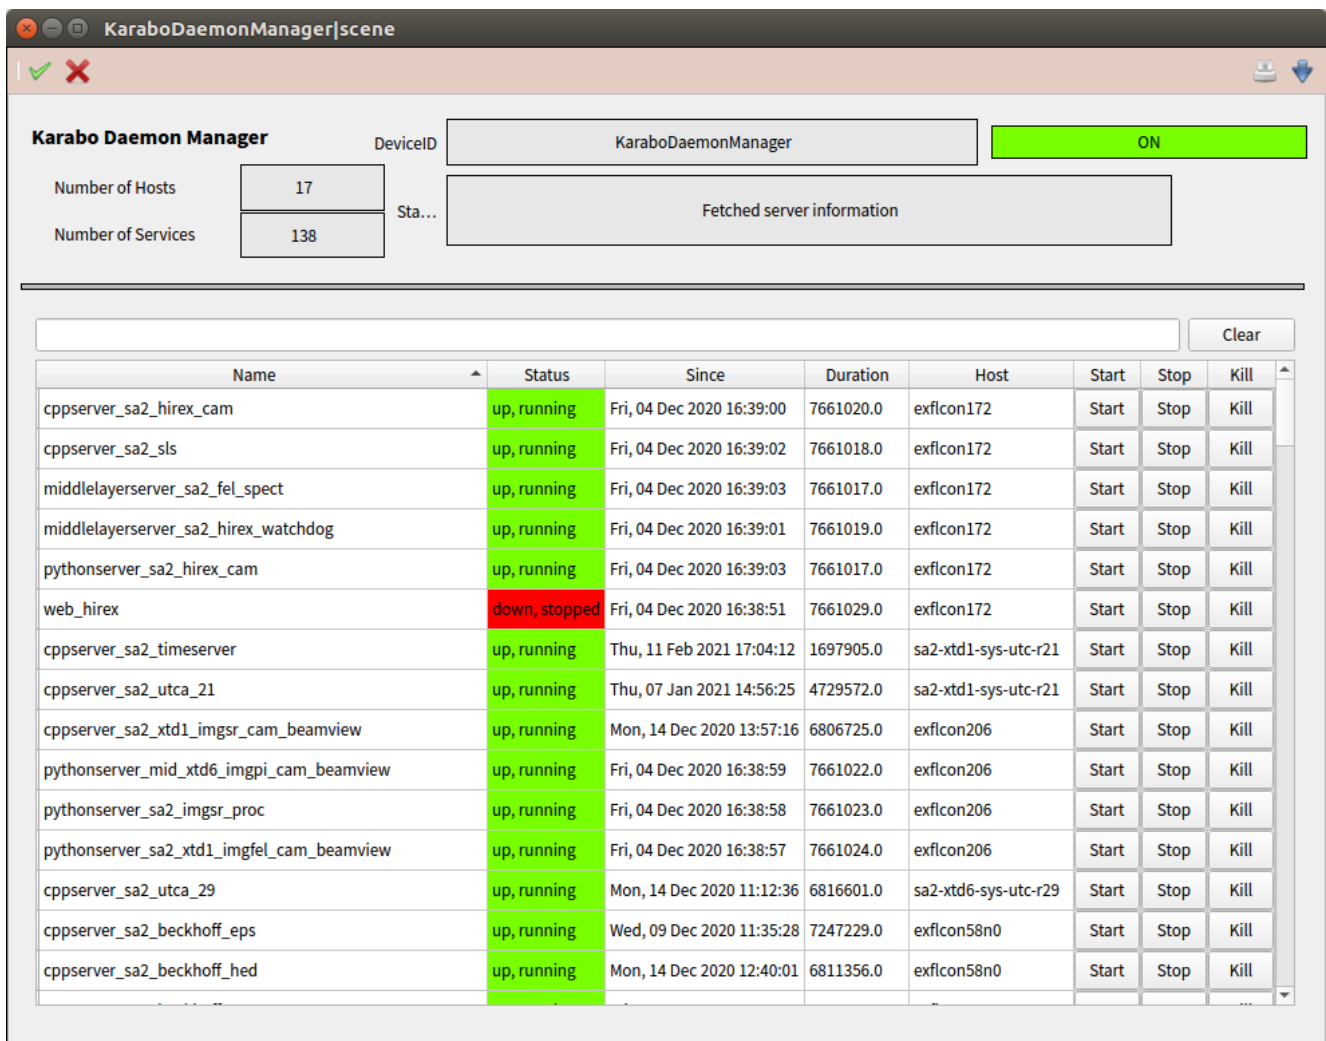 KaraboDaemonManager|scene
Karabo Daemon Manager
DeviceID
KaraboDaemonManager
ON
Number of Hosts
17
Sta...
Fetched server information
Number of Services
138
Clear
Name Status Since Duration Host Start Stop Kill
cppserver_sa2_hirex_cam up, running Fri, 04 Dec 2020 16:39:00 7661020.0 exflcon172 Start Stop Kill
cppserver_sa2_sls up, running Fri, 04 Dec 2020 16:39:02 7661018.0 exflcon172 Start Stop Kill
middlelayerserver_sa2_fel_spect up, running Fri, 04 Dec 2020 16:39:03 7661017.0 exflcon172 Start Stop Kill
middlelayerserver_sa2_hirex_watchdog up, running Fri, 04 Dec 2020 16:39:01 7661019.0 exflcon172 Start Stop Kill
pythonserver_sa2_hirex_cam up, running Fri, 04 Dec 2020 16:39:03 7661017.0 exflcon172 Start Stop Kill
web_hirex down, stopped Fri, 04 Dec 2020 16:38:51 7661029.0 exflcon172 Start Stop Kill
cppserver_sa2_timeserver up, running Thu, 11 Feb 2021 17:04:12 1697905.0 sa2-xtd1-sys-utc-r21 Start Stop Kill
cppserver_sa2_utca_21 up, running Thu, 07 Jan 2021 14:56:25 4729572.0 sa2-xtd1-sys-utc-r21 Start Stop Kill
cppserver_sa2_xtd1_imgsr_cam_beamview up, running Mon, 14 Dec 2020 13:57:16 6806725.0 exflcon206 Start Stop Kill
pythonserver_mid_xtd6_imgpi_cam_beamview up, running Fri, 04 Dec 2020 16:38:59 7661022.0 exflcon206 Start Stop Kill
pythonserver_sa2_imgsr_proc up, running Fri, 04 Dec 2020 16:38:58 7661023.0 exflcon206 Start Stop Kill
pythonserver_sa2_xtd1_imgfel_cam_beamview up, running Fri, 04 Dec 2020 16:38:57 7661024.0 exflcon206 Start Stop Kill
cppserver_sa2_utca_29 up, running Mon, 14 Dec 2020 11:12:36 6816601.0 sa2-xtd6-sys-utc-r29 Start Stop Kill
cppserver_sa2_beckhoff_eps up, running Wed, 09 Dec 2020 11:35:28 7247229.0 exflcon58n0 Start Stop Kill
cppserver_sa2_beckhoff_hed up, running Mon, 14 Dec 2020 12:40:01 6811356.0 exflcon58n0 Start Stop Kill